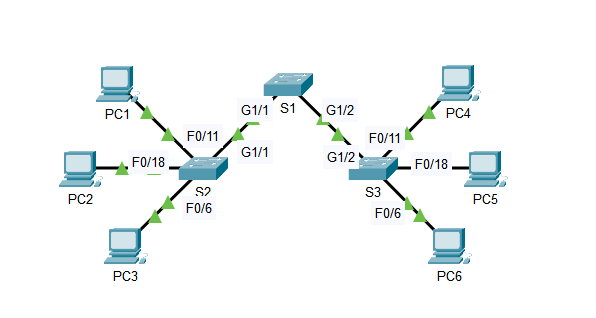 PC1
PC2
PC3
F0/11
F0/18
F0/6
S2
G1/1
G1/1
S1
G1/2
G1/2
S3
F0/11
F0/18
F0/6
PC4
PC5
PC6